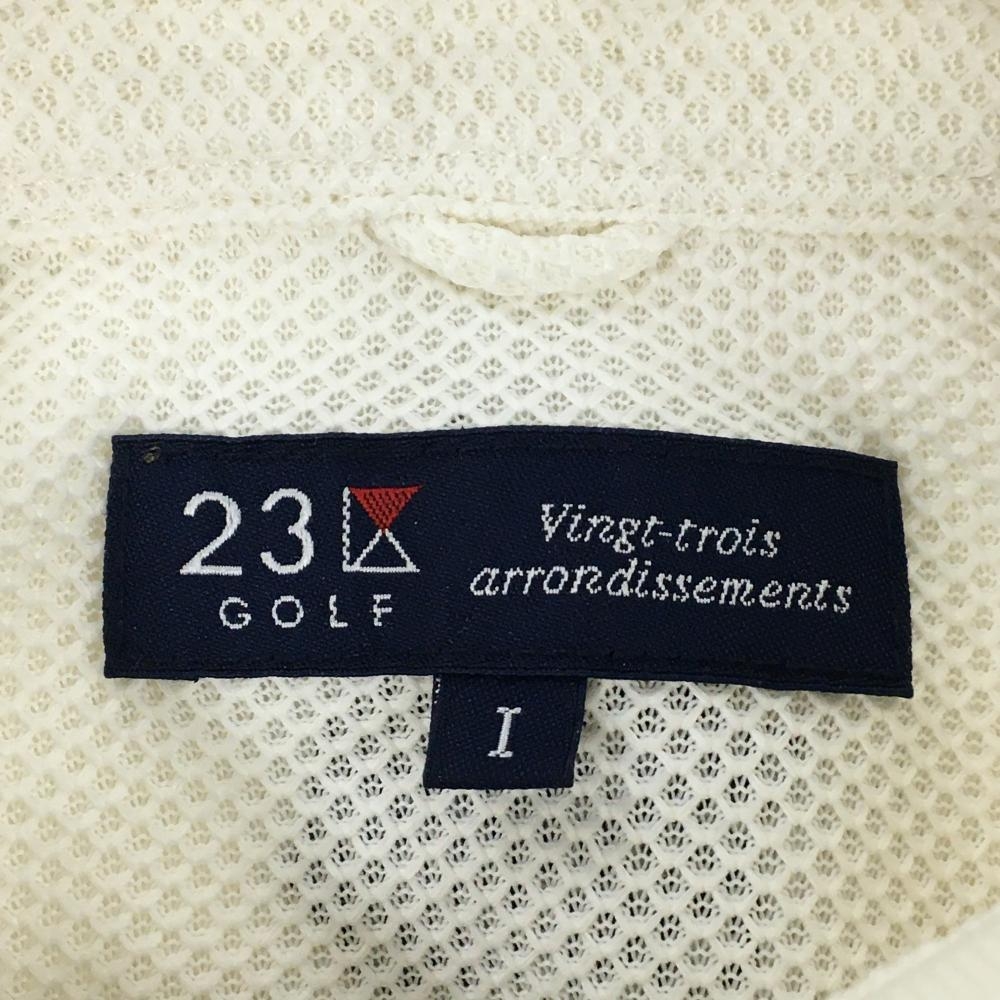 23
GOLF
Vingt-trois
arrondissements
I